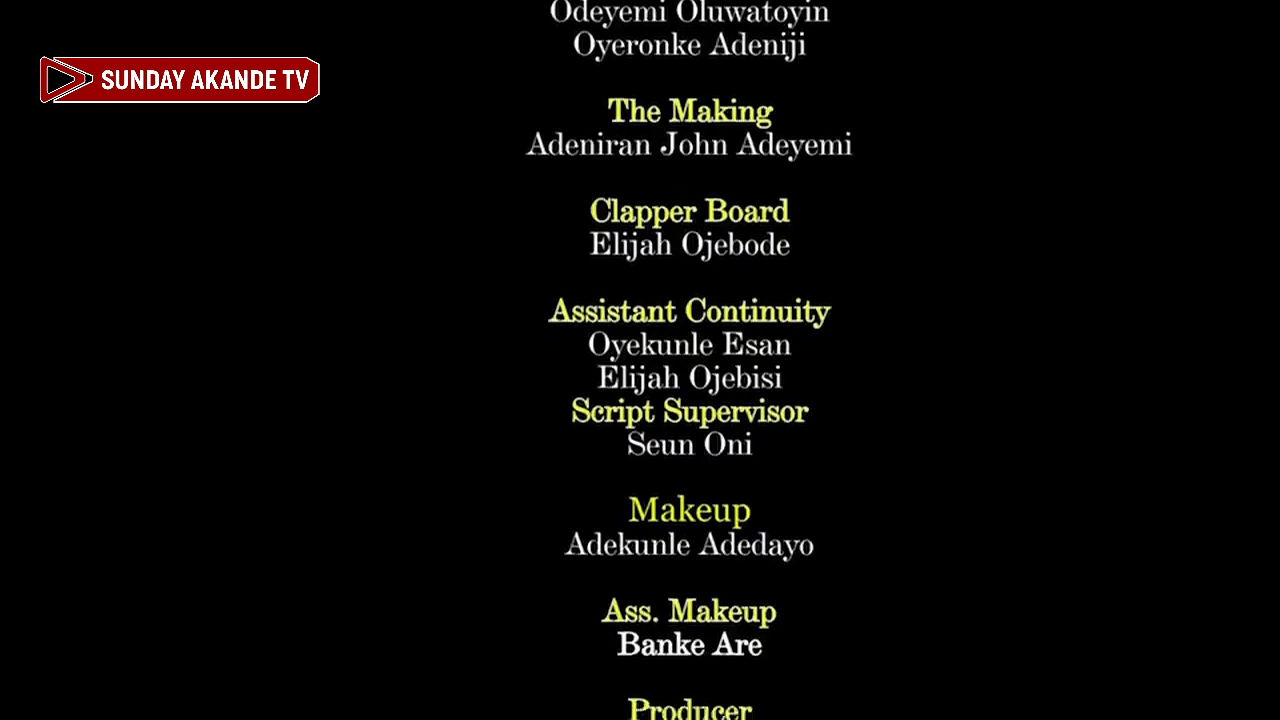 Odeyemi Oluwatoyin
Oyeronke Adeniji
SUNDAY AKANDE TV
The Making
Adeniran John Adeyemi
Clapper Board
Elijah Ojebode
Assistant Continuity
Oyekunle Esan
Elijah Ojebisi
Script Supervisor
Seun Oni
Makeup
Adekunle Adedayo
Ass. Makeup
Banke Are
Producer